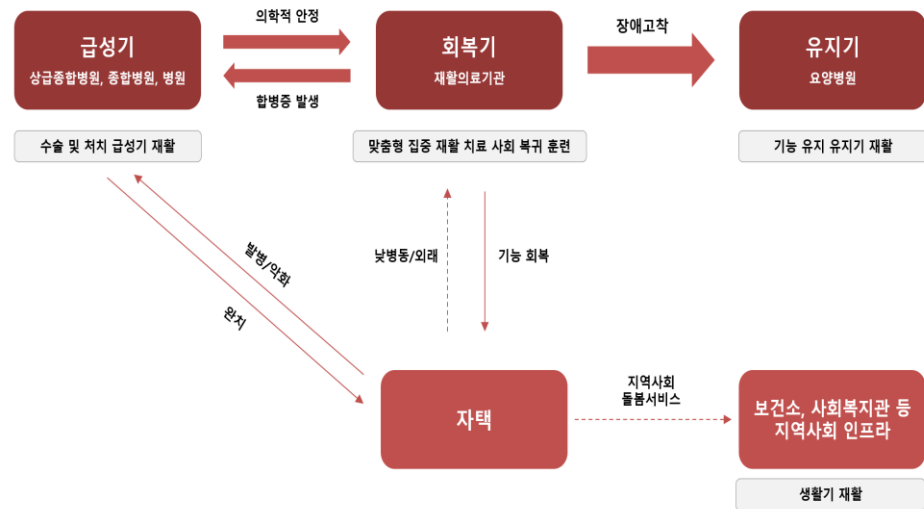 의학적 안정
장애고착
급성기
상급종합병원, 종합병원, 병원
회복기
재활의료기관
유지기
요양병원
합병증 발생
수술 및 처치 급성기 재활
맞춤형 집중 재활 치료 사회 복귀 훈련
기능 유지 유지기 재활
발병/악화
완치
낮병동/외래
기능 회복
자택
지역사회
돌봄서비스
보건소, 사회복지관 등
지역사회 인프라
생활기 재활